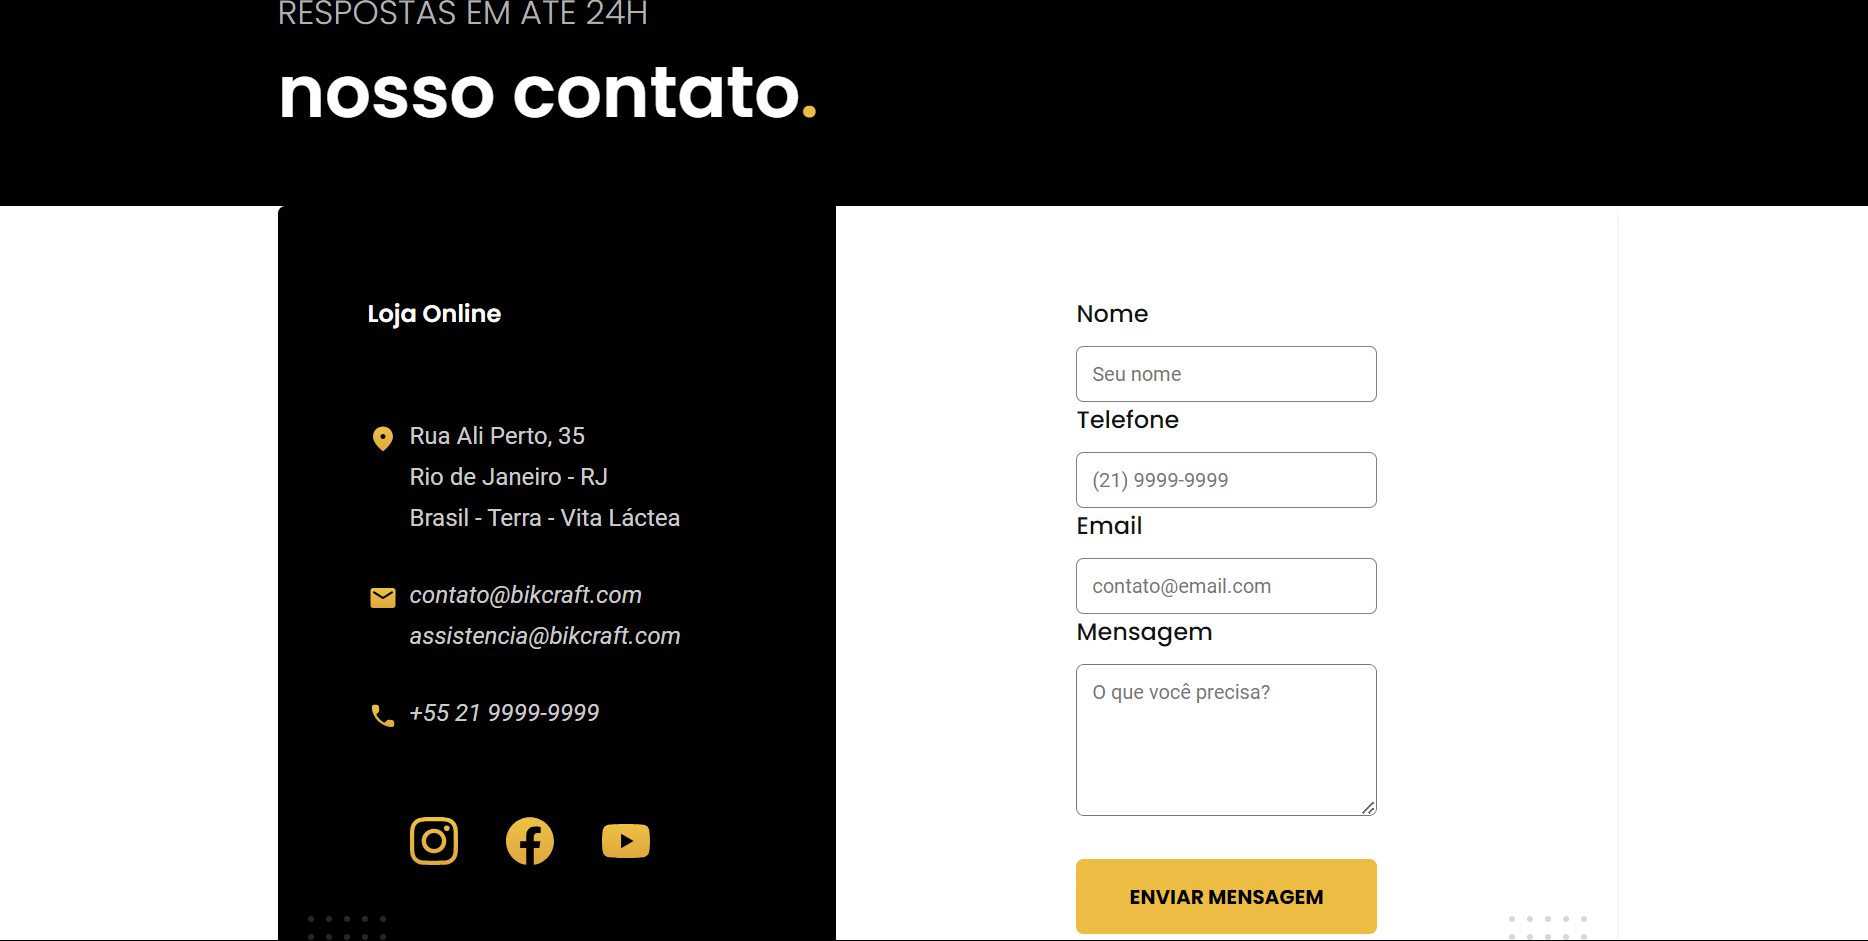 RESPOSTAS EM ATÉ 24H
nosso contato.
Loja Online
Rua Ali Perto, 35
Rio de Janeiro - RJ
Brasil - Terra - Vita Láctea
contato@bikcraft.com
assistencia@bikcraft.com
+55 21 9999-9999
Nome
Seu nome
Telefone
(21) 9999-9999
Email
contato@email.com
Mensagem
O que você precisa?
ENVIAR MENSAGEM